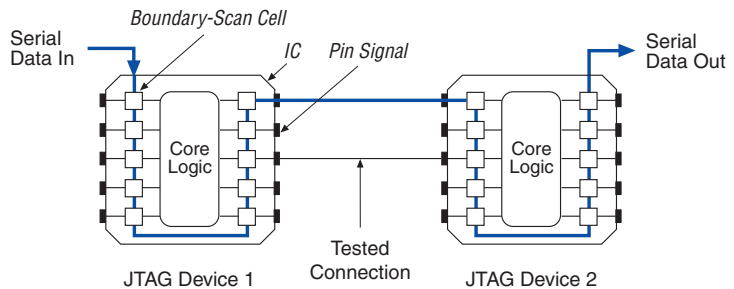 Boundary-Scan Cell
Serial
Data In
IC
Pin Signal
Serial
Data Out
Core
Logic
Core
Logic
Tested
Connection
JTAG Device 1
JTAG Device 2